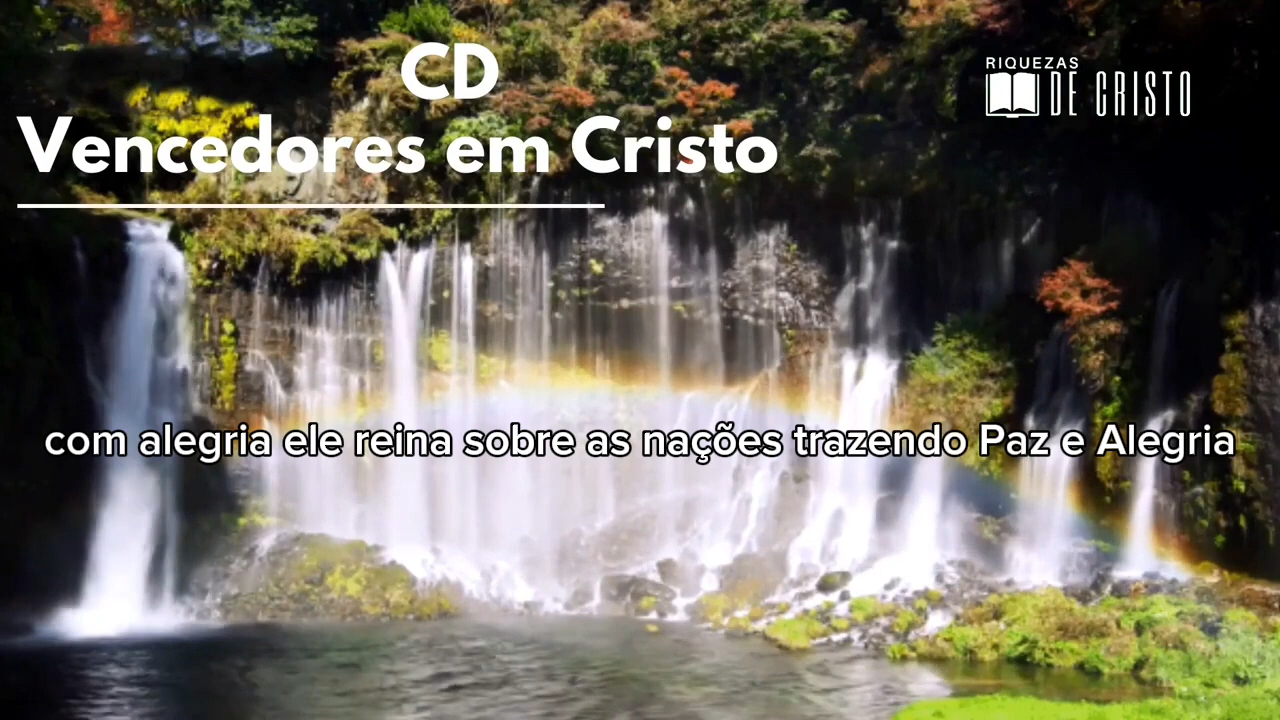 CD
Vencedores em Cristo
RIQUEZAS
DE CRISTO
com alegria ele reina sobre as nações trazendo Paz e Alegria